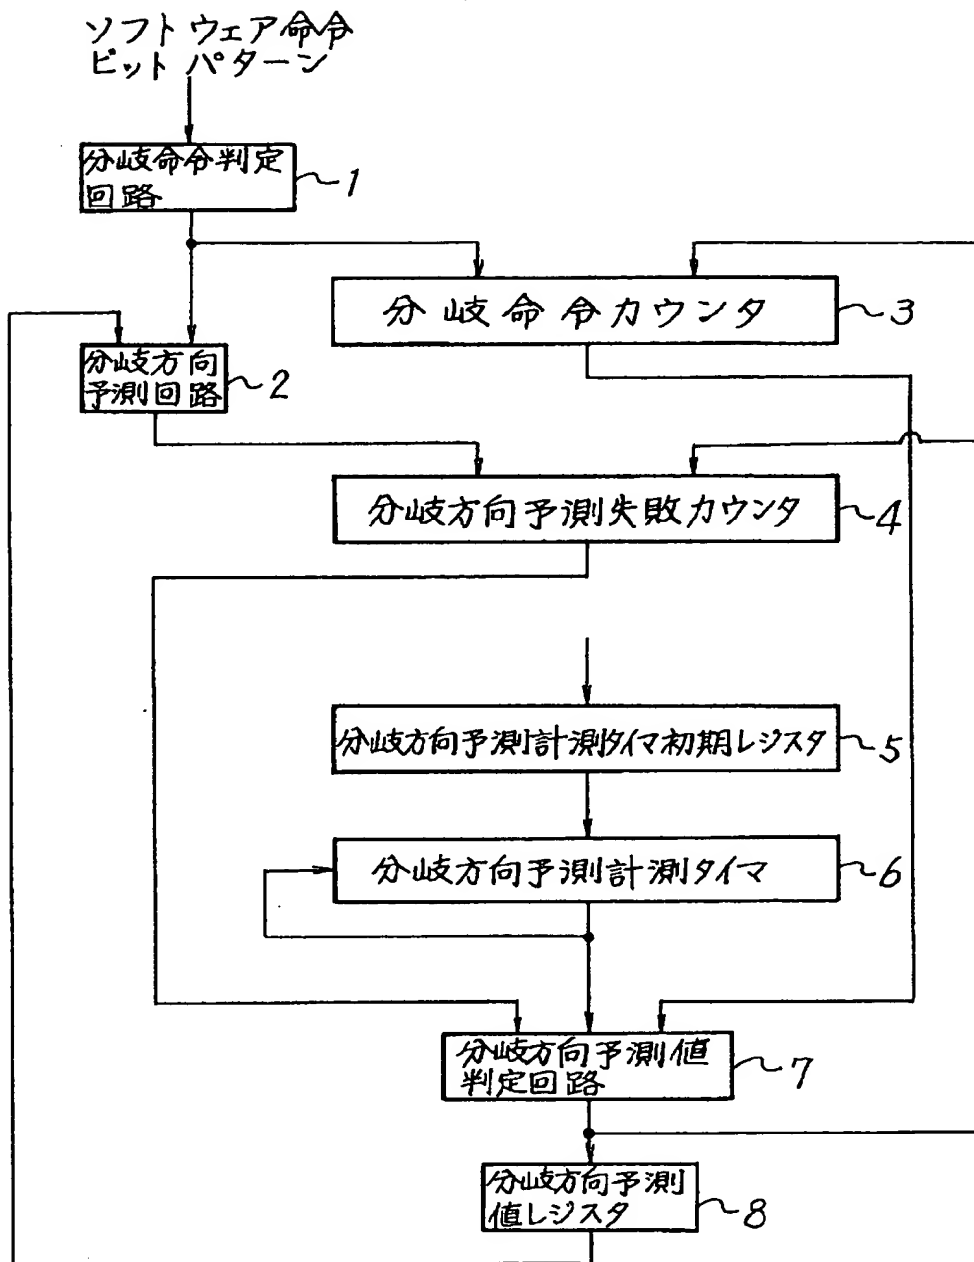 ソフトウェア命令
ビットパターン
分岐命令判定
回路
1
分岐命令カウンタ
3
分岐方向
予測回路
2
分岐方向予測失敗カウンタ
4
分岐方向予測計測タイマ初期レジスタ
5
分岐方向予測計測タイマ
6
分岐方向予測値
判定回路
7
分岐方向予測
値レジスタ
8